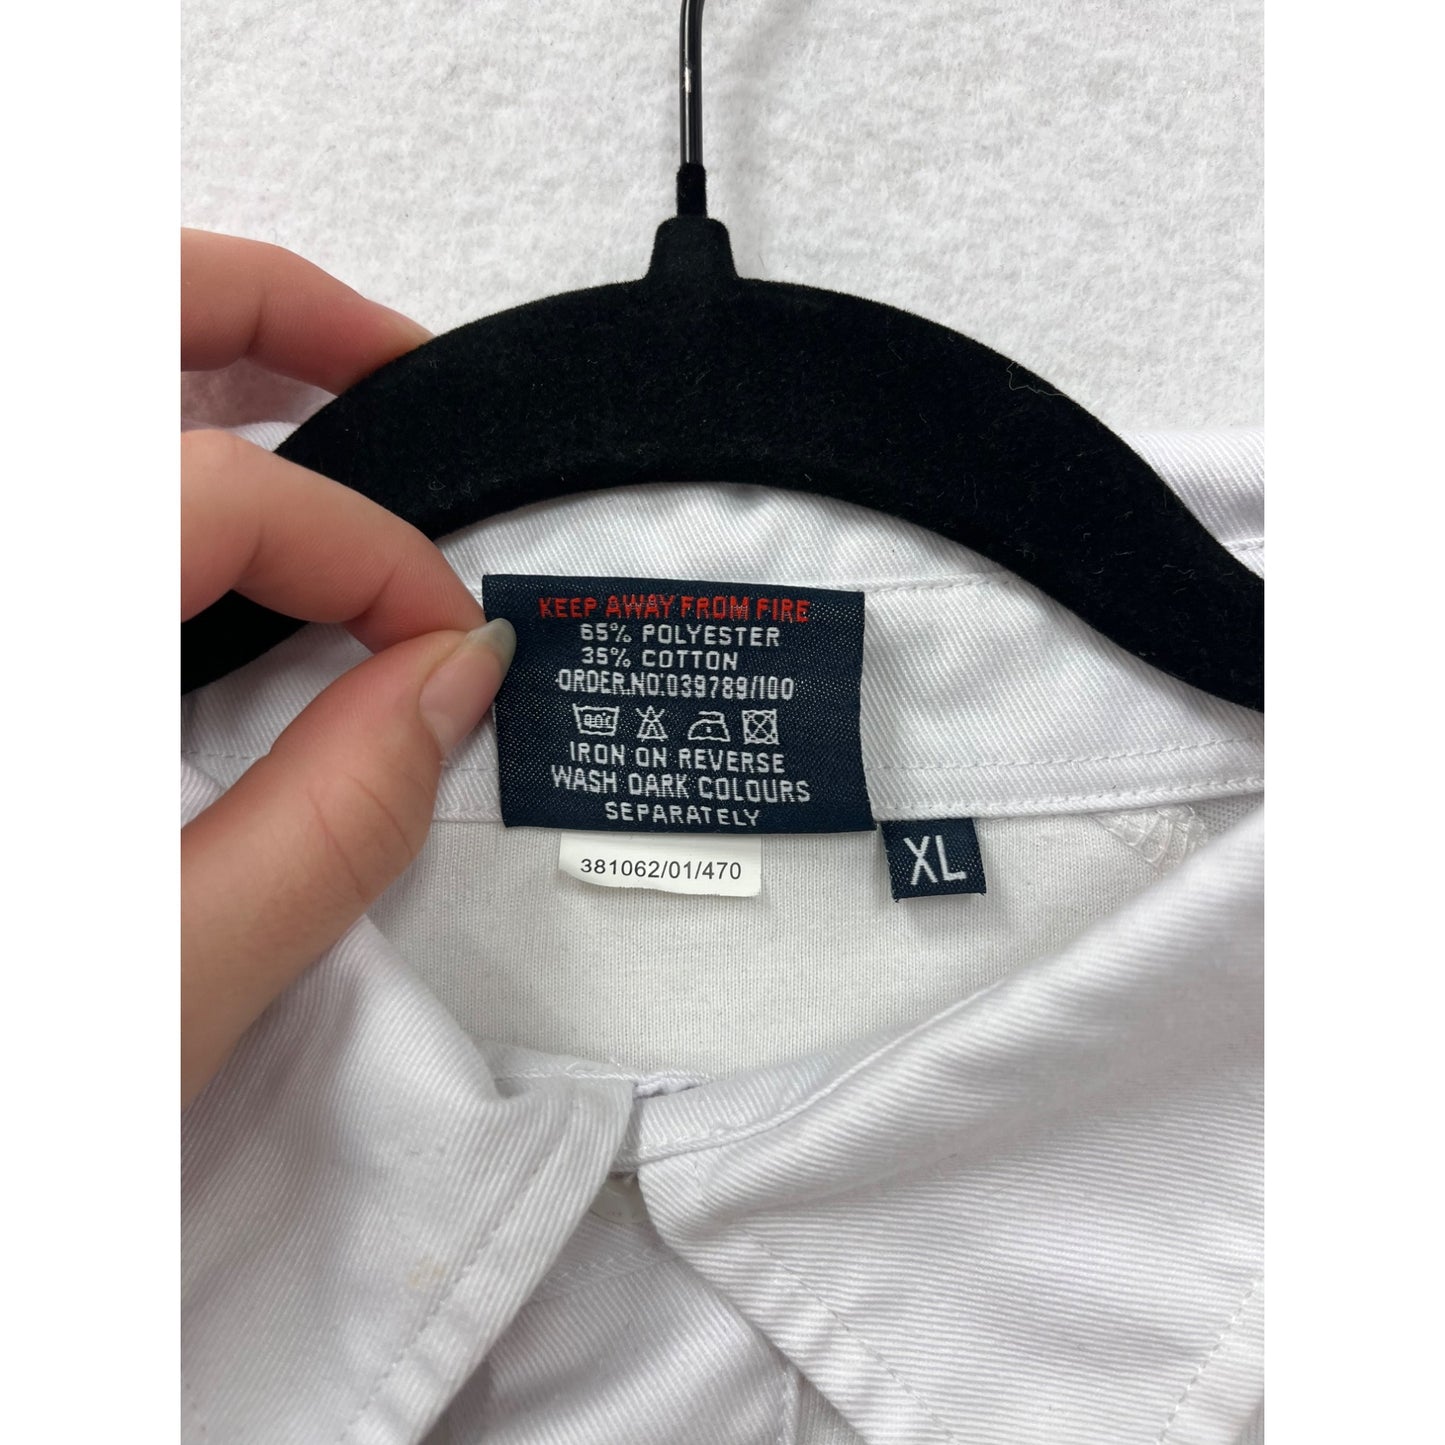 KEEP AWAY FROM FIRE
65% POLYESTER
35% COTTON
ORDER.NO:039789/100
IRON ON REVERSE
WASH DARK COLOURS
SEPARATELY
381062/01/470
XL